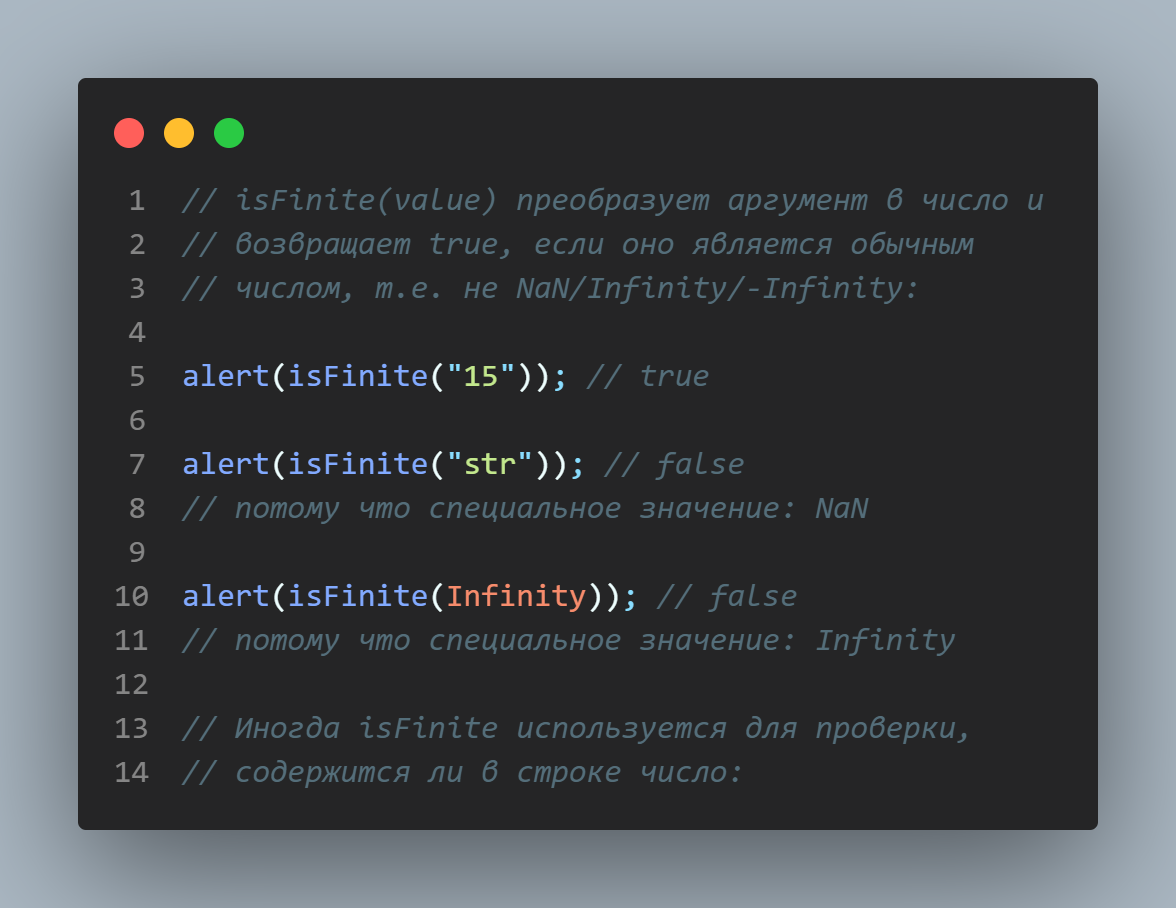 1 // isFinite(value) преобразует аргумент в число и
2 // возвращает true, если оно является обычным
3 // числом, т.е. не NaN/Infinity/-Infinity:
4
5 alert(isFinite("15")); // true
6
7 alert(isFinite("str")); // false
8 // потому что специальное значение: NaN
9
10 alert(isFinite(Infinity)); // false
11 // потому что специальное значение: Infinity
12
13 // Иногда isFinite используется для проверки,
14 // содержится ли в строке число: